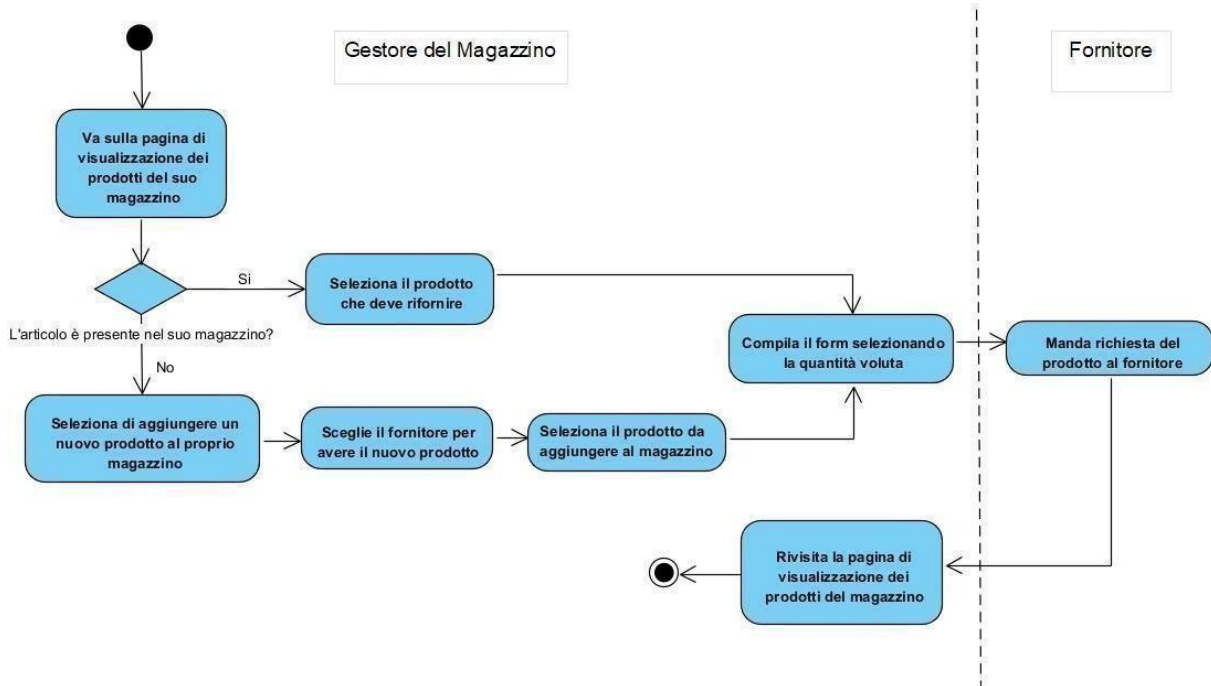 Gestore del Magazzino
Fornitore
Va sulla pagina di
visualizzazione dei
prodotti del suo
magazzino
Si
Seleziona il prodotto
che deve rifornire
L'articolo è presente nel suo magazzino?
No
Compila il form selezionando
la quantità voluta
Manda richiesta del
prodotto al fornitore
Seleziona di aggiungere un
nuovo prodotto al proprio
magazzino
Sceglie il fornitore per
avere il nuovo prodotto
Seleziona il prodotto da
aggiungere al magazzino
Rivisita la pagina di
visualizzazione dei
prodotti del magazzino